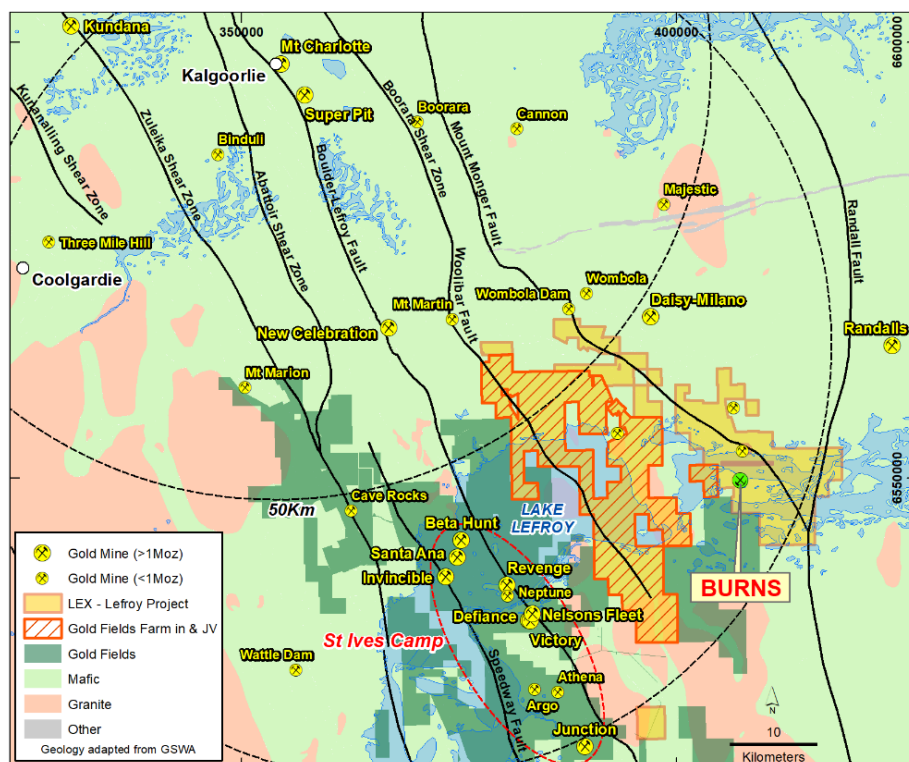 350000
400000
6600000
6550000
Kundana
Mt Charlotte
Kalgoorlie
Super Pit
Boorara
Cannon
Bindull
Majestic
Kunanalling Shear Zone
Zuleika Shear Zone
Abattoir Shear Zone
Boulder-Lefroy Fault
Boorara Shear Zone
Mount Monger Fault
Randall Fault
Three Mile Hill
Coolgardie
Woolibar Fault
Wombola
Wombola Dam
Mt Martin
Daisy-Milano
New Celebration
Randalls
Mt Marion
50Km
Cave Rocks
LAKE
LEFROY
Beta Hunt
Santa Ana
Invincible
Revenge
Neptune
BURNS
Defiance
Nelsons Fleet
Victory
St Ives Camp
Wattle Dam
Speedway Fault
Athena
Argo
Junction
Gold Mine (>1Moz)
Gold Mine (<1Moz)
LEX - Lefroy Project
Gold Fields Farm in & JV
Gold Fields
Mafic
Granite
Other
Geology adapted from GSWA
N
10
Kilometers